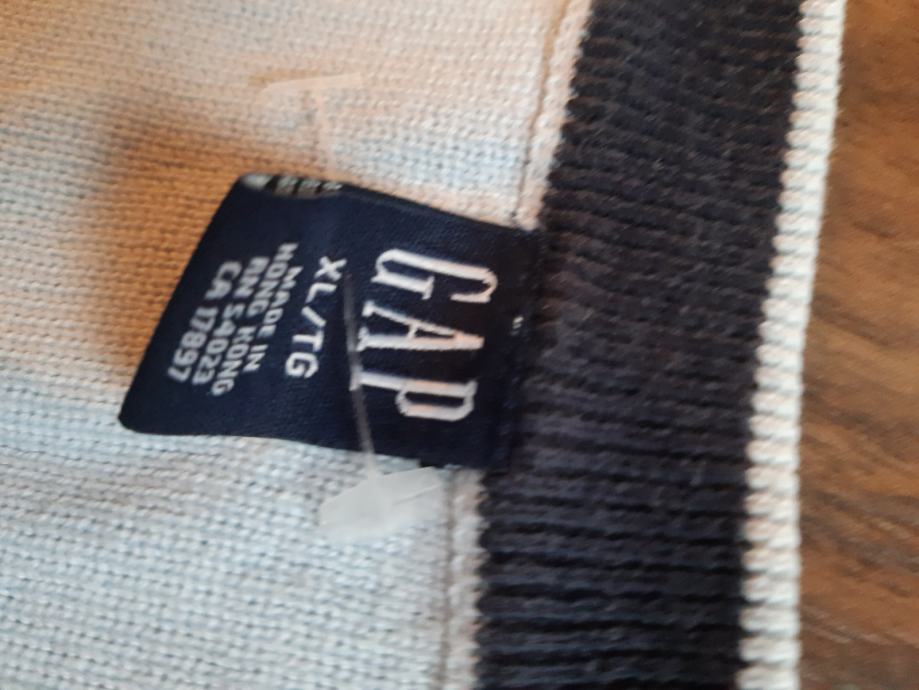 GAP
XL/TG
MADE IN
HONG KONG
RN 54023
CA 17897